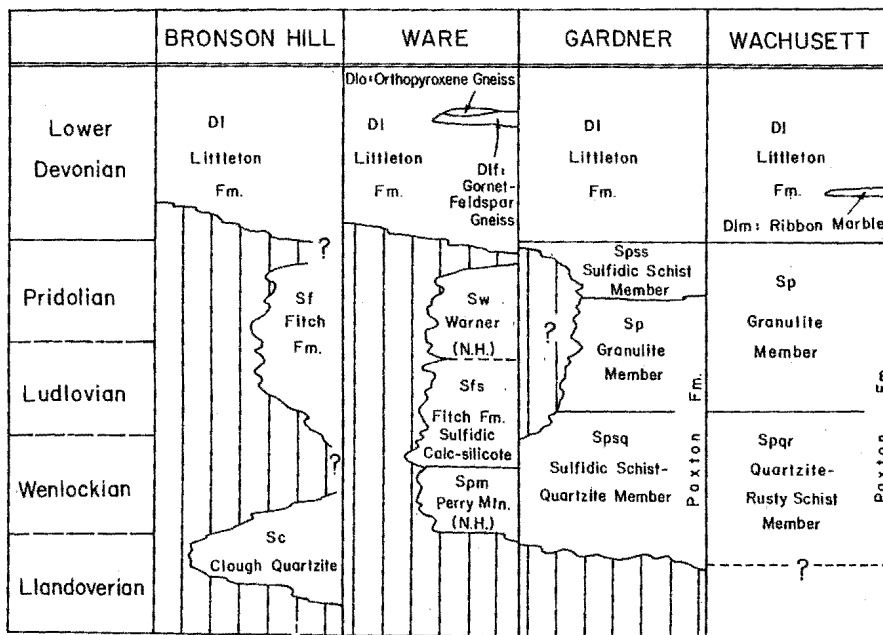 BRONSON HILL
WARE
GARDNER
WACHUSETT
Lower
Devonian
Pridolian
Ludlovian
Wenlockian
Llandoverian
Dl
Littleton
Fm.
?
Sf
Fitch
Fm.
?
Sc
Clough Quartzite
Dlo: Orthopyroxene Gneiss
Dl
Littleton
Fm.
Dlf:
Gornet-
Feldspar
Gneiss
Sw
Warner
(N.H.)
Sfs
Fitch Fm.
Sulfidic
Calc-silicote
Spm
Perry Mtn.
(N.H.)
Dl
Littleton
Fm.
Spss
Sulfidic Schist
Member
?
Sp
Granulite
Member
Spsq
Sulfidic Schist-
Quartzite Member
Paxton Fm.
Dl
Littleton
Fm.
Dlm: Ribbon Marble
Sp
Granulite
Member
Spqr
Quartzite-
Rusty Schist
Member
?
Paxton Fm